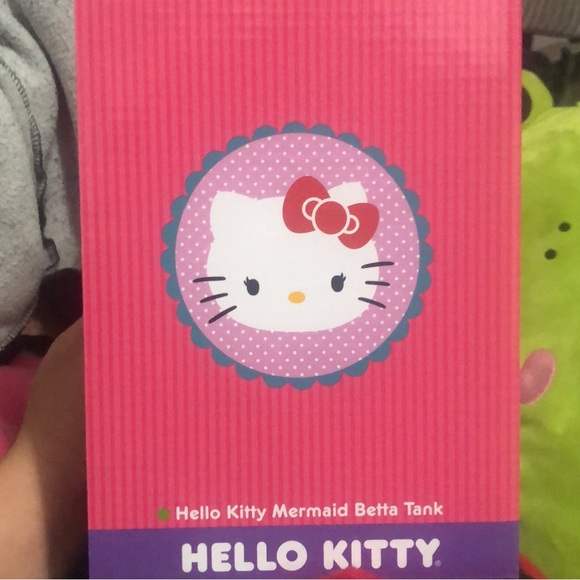 Hello Kitty Mermaid Betta Tank
HELLO KITTY®